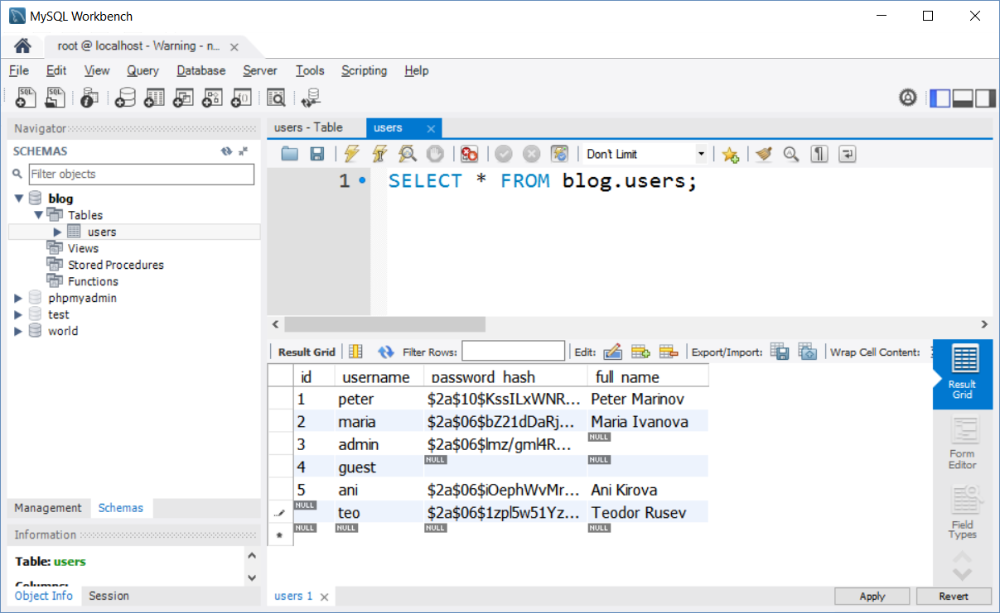 MySQL Workbench
root @ localhost - Warning - n...
File Edit View Query Database Server Tools Scripting Help
Navigator
SCHEMAS
Filter objects
blog
Tables
users
Views
Stored Procedures
Functions
phpmyadmin
test
world
Management Schemas
Information
Table: users
Columns:
Object Info Session
users - Table users
Don't Limit
1 SELECT * FROM blog.users;
Result Grid Filter Rows: Edit: Export/Import: Wrap Cell Content:
id username password_hash full_name
1 peter $2a$10$KssILxWNR... Peter Marinov
2 maria $2a$06$bZ21dDaRj... Maria Ivanova
3 admin $2a$06$lmz/gml4R... NULL
4 guest NULL NULL
5 ani $2a$06$iOephWvMr... Ani Kirova
NULL teo $2a$06$1zpl5w51Yz... Teodor Rusev
NULL NULL NULL NULL
Result
Grid
Form
Editor
Field
Types
users 1
Apply Revert